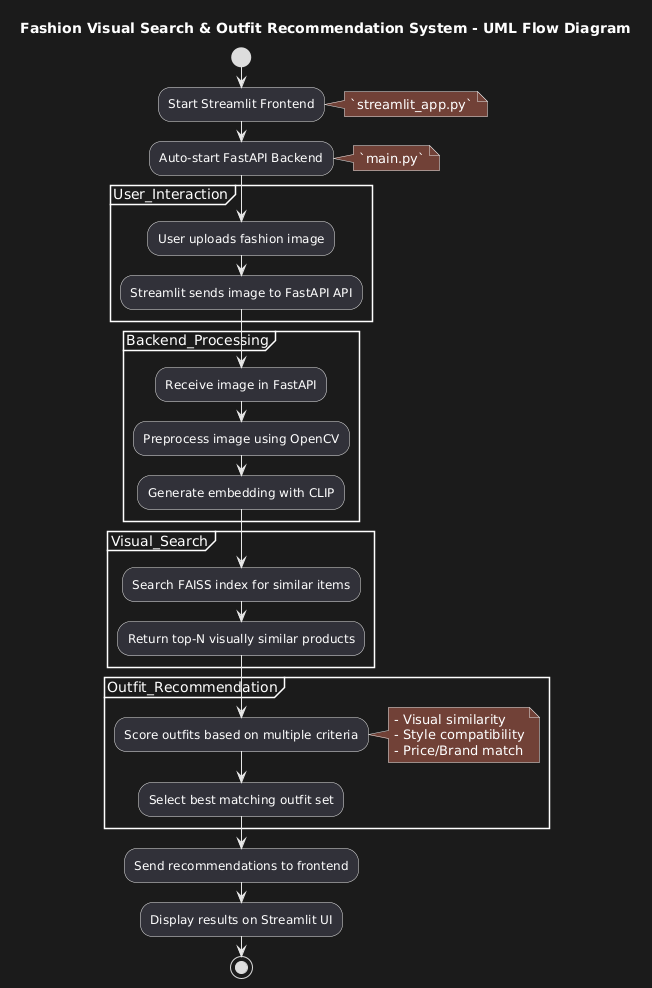 Fashion Visual Search & Outfit Recommendation System - UML Flow Diagram
Start Streamlit Frontend
`streamlit_app.py`
Auto-start FastAPI Backend
`main.py`
User_Interaction
User uploads fashion image
Streamlit sends image to FastAPI API
Backend_Processing
Receive image in FastAPI
Preprocess image using OpenCV
Generate embedding with CLIP
Visual_Search
Search FAISS index for similar items
Return top-N visually similar products
Outfit_Recommendation
Score outfits based on multiple criteria
- Visual similarity
- Style compatibility
- Price/Brand match
Select best matching outfit set
Send recommendations to frontend
Display results on Streamlit UI